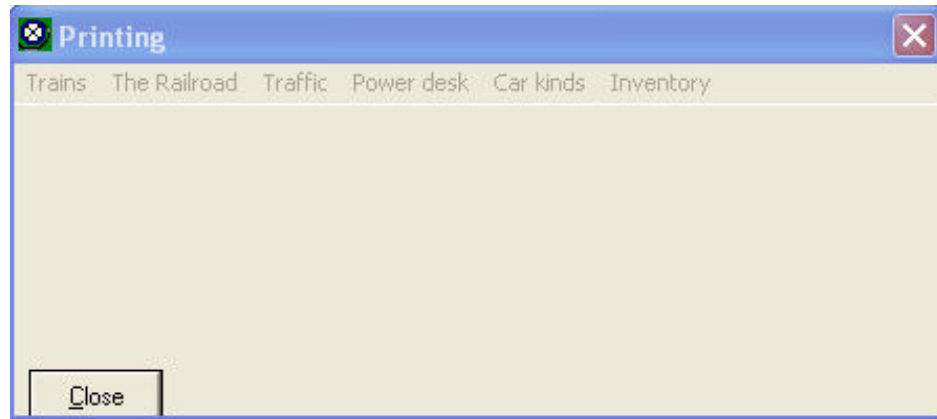 Printing
Trains The Railroad Traffic Power desk Car kinds Inventory
Close